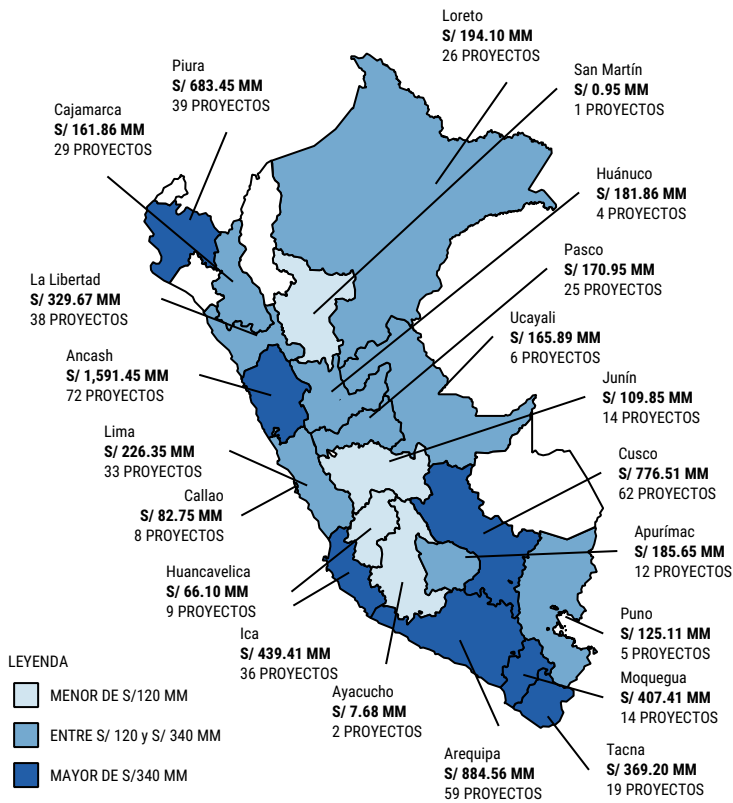 Loreto
S/ 194.10 MM
26 PROYECTOS
Piura
S/ 683.45 MM
39 PROYECTOS
San Martín
S/ 0.95 MM
1 PROYECTOS
Cajamarca
S/ 161.86 MM
29 PROYECTOS
Huánuco
S/ 181.86 MM
4 PROYECTO
Pasco
S/ 170.95 MM
25 PROYECTOS
La Libertad
S/ 329.67 MM
38 PROYECTOS
Ucayali
S/ 165.89 MM
6 PROYECTOS
Ancash
S/ 1,591.45 MM
72 PROYECTOS
Junín
S/ 109.85 MM
14 PROYECTOS
Lima
S/ 226.35 MM
33 PROYECTOS
Cusco
S/ 776.51 MM
62 PROYECTOS
Callao
S/ 82.75 MM
8 PROYECTOS
Apurímac
S/ 185.65 MM
12 PROYECTOS
Huancavelica
S/ 66.10 MM
9 PROYECTOS
Puno
S/ 125.11 MM
5 PROYECTOS
Ica
S/ 439.41 MM
36 PROYECTOS
Moquegua
S/ 407.41 MM
14 PROYECTOS
Ayacucho
S/ 7.68 MM
2 PROYECTOS
Arequipa
S/ 884.56 MM
59 PROYECTOS
Tacna
S/ 369.20 MM
19 PROYECTOS
LEYENDA
MENOR DE S/120 MM
ENTRE S/ 120 y S/ 340 MM
MAYOR DE S/340 MM